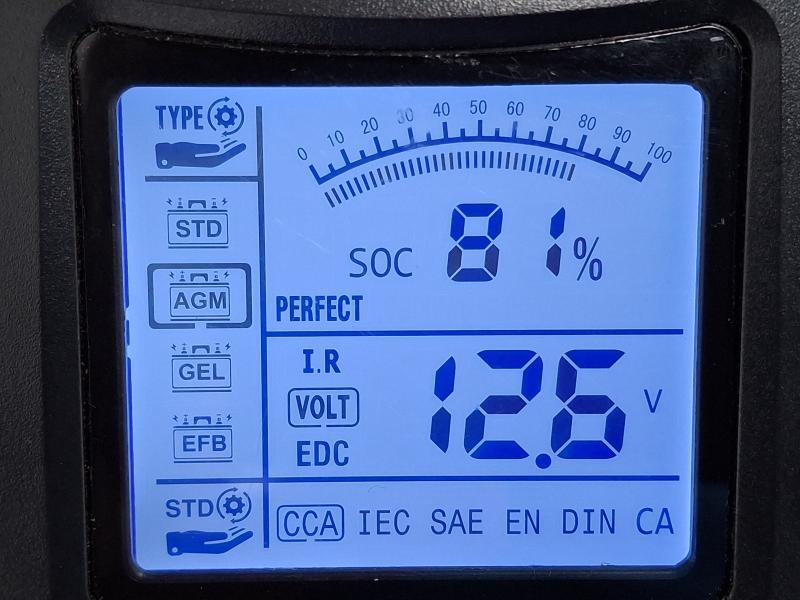 TYPE
0 10 20 30 40 50 60 70 80 90 100
STD
SOC 81%
AGM
PERFECT
GEL
I.R
VOLT 12.6 V
EFB
EDC
STD
CCA IEC SAE EN DIN CA